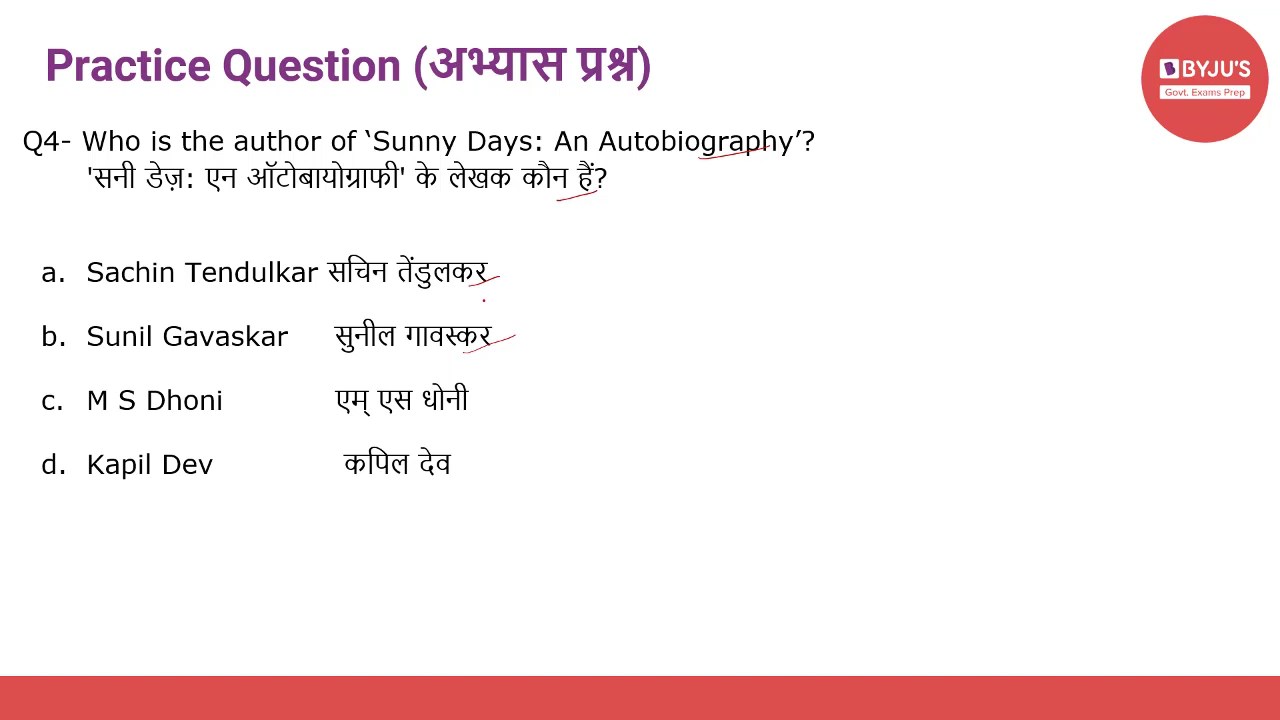 Practice Question (अभ्यास प्रश्न)
BYJU'S
Govt. Exams Prep
Q4- Who is the author of ‘Sunny Days: An Autobiography’?
'सनी डेज़: एन ऑटोबायोग्राफी' के लेखक कौन हैं?
a. Sachin Tendulkar सचिन तेंडुलकर
b. Sunil Gavaskar सुनील गावस्कर
c. M S Dhoni एम् एस धोनी
d. Kapil Dev कपिल देव